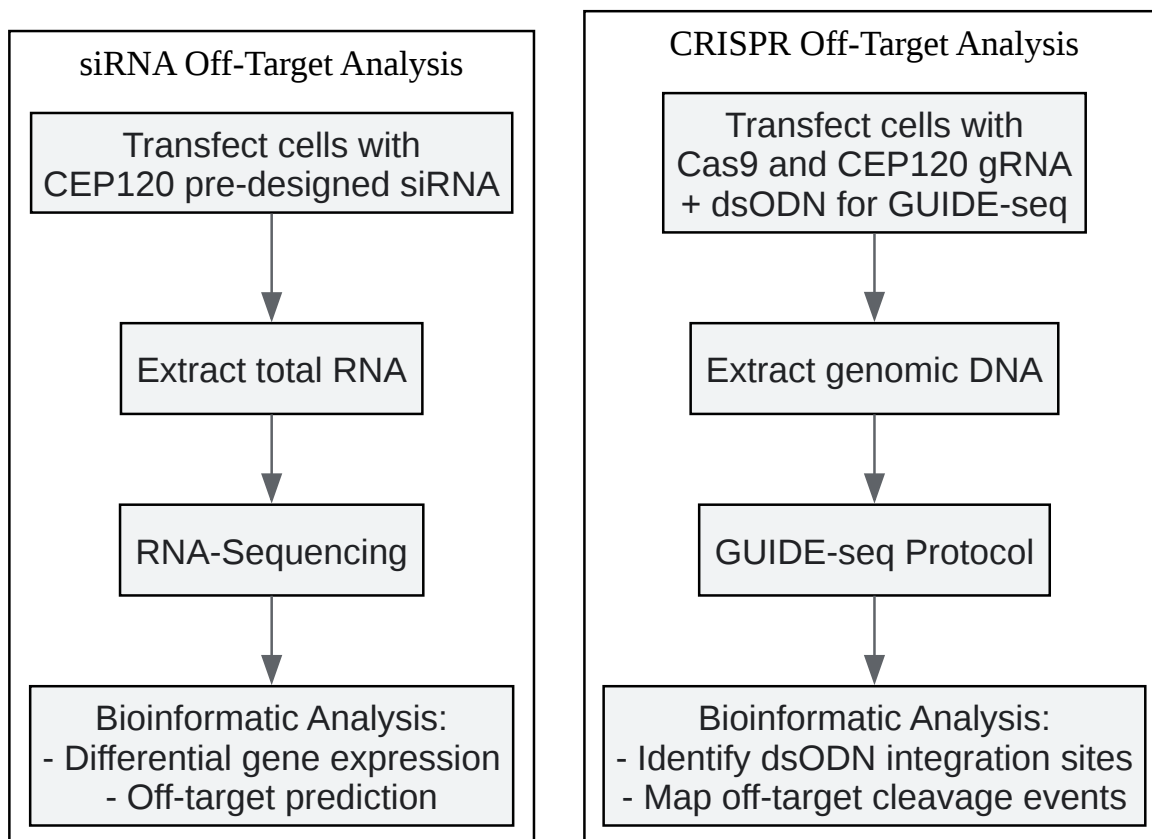 siRNA Off-Target Analysis
Transfect cells with
CEP120 pre-designed siRNA
Extract total RNA
RNA-Sequencing
Bioinformatic Analysis:
- Differential gene expression
- Off-target prediction
CRISPR Off-Target Analysis
Transfect cells with
Cas9 and CEP120 gRNA
+ dsODN for GUIDE-seq
Extract genomic DNA
GUIDE-seq Protocol
Bioinformatic Analysis:
- Identify dsODN integration sites
- Map off-target cleavage events